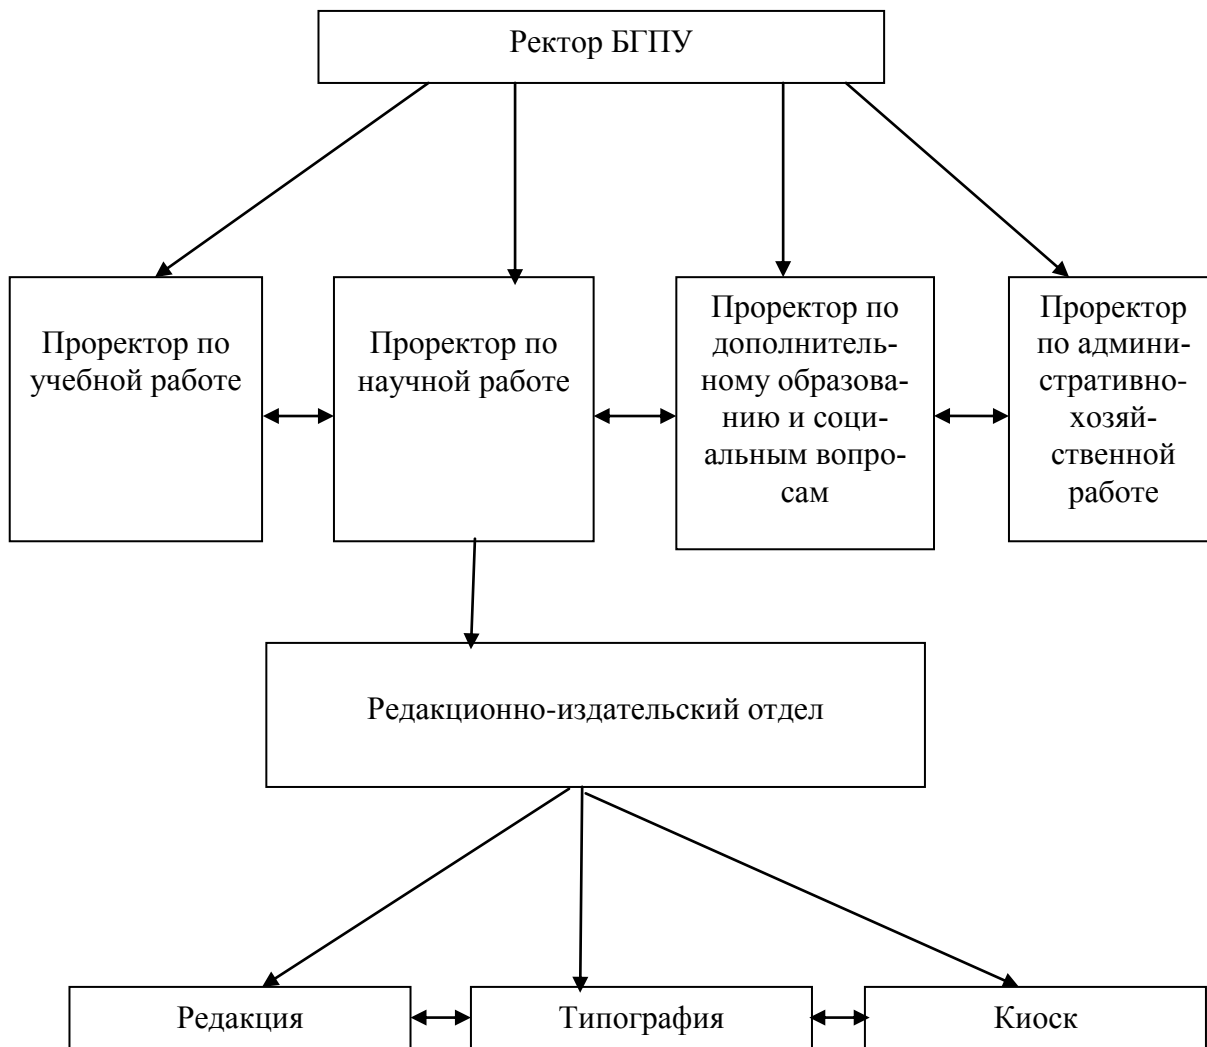 Ректор БГПУ
Проректор по
учебной работе
Проректор по
научной работе
Проректор по
дополнитель-
ному образова-
нию и соци-
альным вопро-
сам
Проректор
по админи-
стративно-
хозяй-
ственной
работе
Редакционно-издательский отдел
Редакция
Типография
Киоск